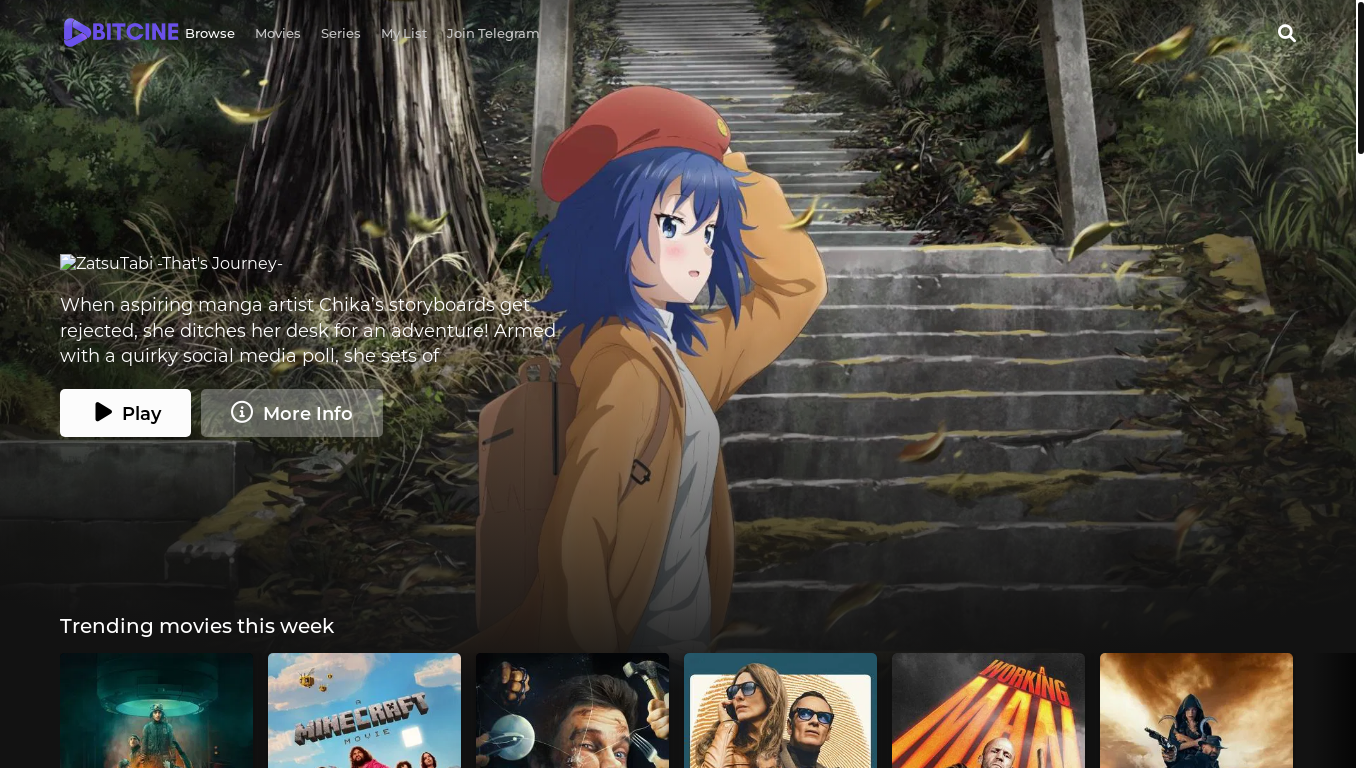 BITCINE
Browse
Movies
Series
My List
Join Telegram
ZatsuTabi -That's Journey-
When aspiring manga artist Chika's storyboards get
rejected, she ditches her desk for an adventure! Armed
with a quirky social media poll, she sets of
Play
More Info
Trending movies this week
A
MINECRAFT
MOVIE
A
WORKING
MAN